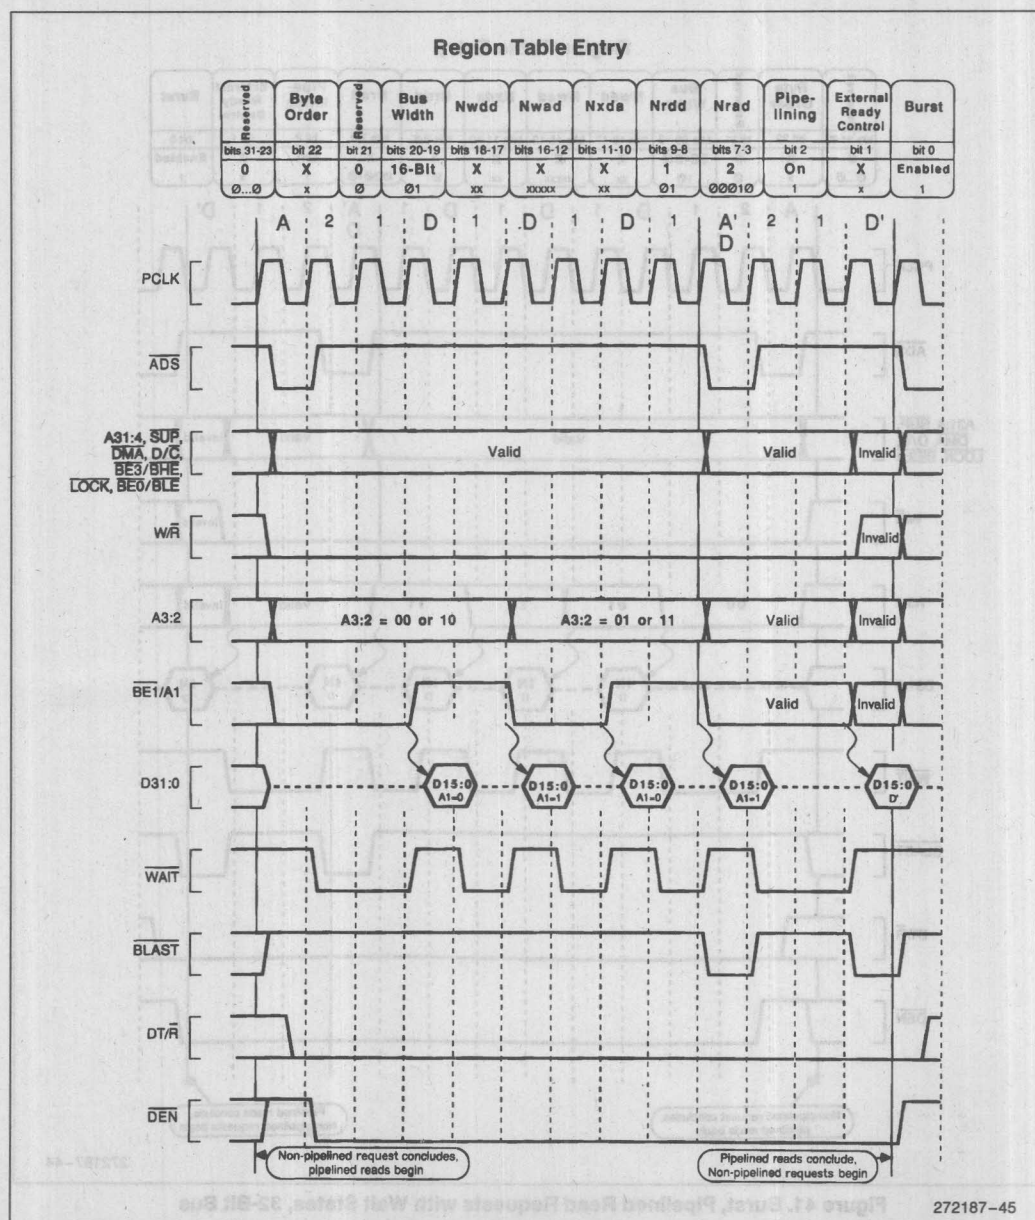 Region Table Entry
Reserved Byte Order Reserved Bus Width Nwdd Nwad Nxda Nrdd Nrad Pipe-lining External Ready Control Burst
bits 31-23 bit 22 bit 21 bits 20-19 bits 18-17 bits 16-12 bits 11-10 bits 9-8 bits 7-3 bit 2 bit 1 bit 0
0 X 0 16-Bit X X X 1 2 On X Enabled
Ø...Ø x Ø Ø1 xx xxxxx xx Ø1 ØØØ1Ø 1 x 1
A 2 1 D 1 D 1 D 1 A' 2 1 D'
D
PCLK
ADS
A31:4, SUP,
DMA, D/C,
BE3/BHE,
LOCK, BE0/BLE
Valid Valid Invalid
W/R
Invalid
A3:2
A3:2 = 00 or 10 A3:2 = 01 or 11 Valid Invalid
BE1/A1
Valid Invalid
D31:0
D15:0 D15:0 D15:0 D15:0 D15:0
A1=0 A1=1 A1=0 A1=1 D'
WAIT
BLAST
DT/R
DEN
Non-pipelined request concludes,
pipelined reads begin
Pipelined reads conclude,
Non-pipelined requests begin
272187-45